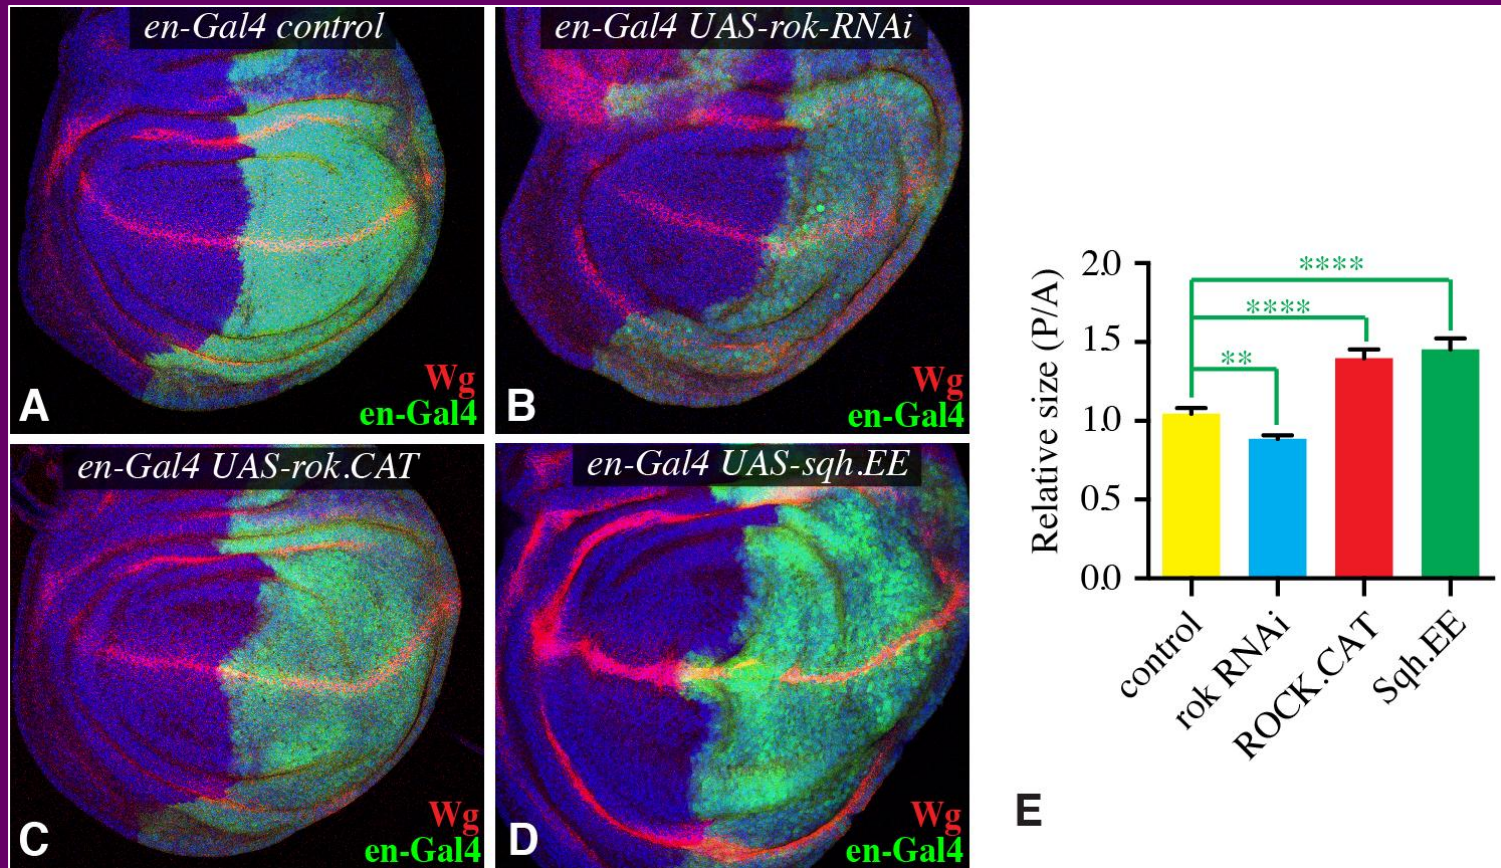 en-Gal4 control
Wg
en-Gal4
A
en-Gal4 UAS-rok-RNAi
Wg
en-Gal4
B
en-Gal4 UAS-rok.CAT
Wg
en-Gal4
C
en-Gal4 UAS-sqh.EE
Wg
en-Gal4
D
Relative size (P/A)
2.0
1.5
1.0
0.5
0.0
****
****
**
control
rok RNAi
ROCK.CAT
Sqh.EE
E